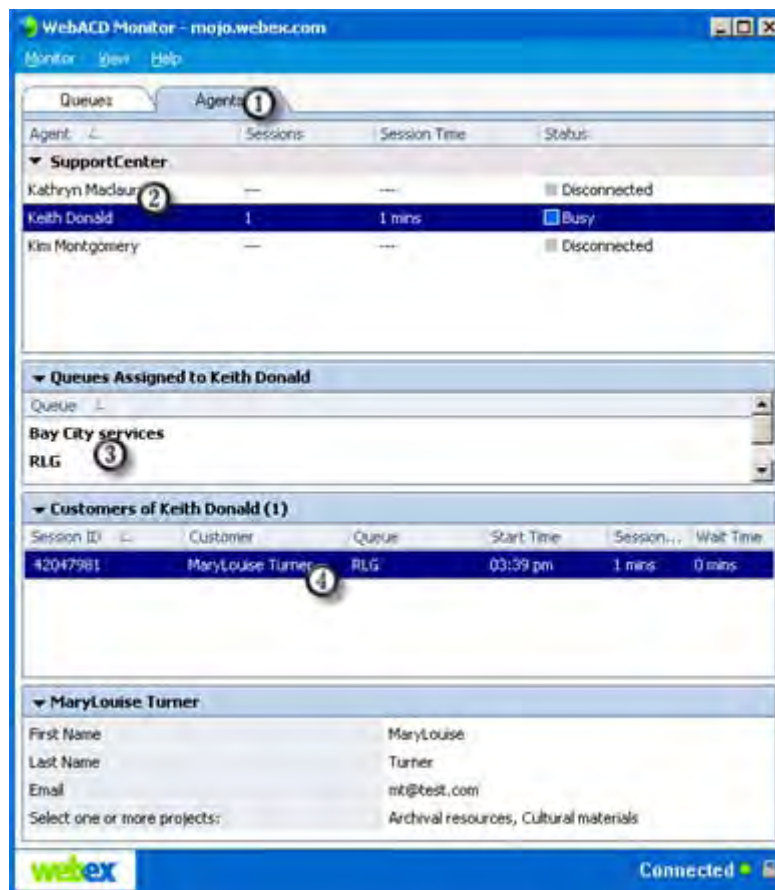 WebACD Monitor - mojo.webex.com
Monitor View Help
Queues Agents 1
Agent Sessions Session Time Status
SupportCenter
Kathryn 2 --- --- Disconnected
Keith Donald 1 1 mins Busy
Kim Montgomery --- --- Disconnected
Queues Assigned to Keith Donald
Queue
Bay City services
RLG 3
Customers of Keith Donald (1)
Session ID Customer Queue Start Time Session... Wait Time
42047981 MaryLouise Turner 4 RLG 03:39 pm 1 mins 0 mins
MaryLouise Turner
First Name MaryLouise
Last Name Turner
Email mt@test.com
Select one or more projects: Archival resources, Cultural materials
webex Connected